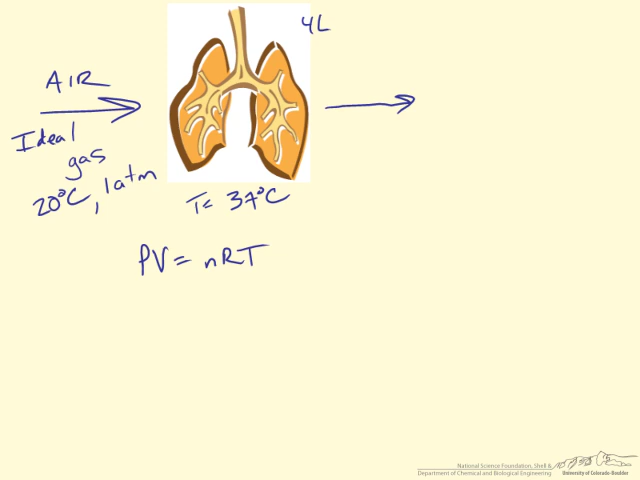 4L
AIR
Ideal
gas
20°C, 1atm
T= 37°C
PV = nRT
National Science Foundation, Shell &
Department of Chemical and Biological Engineering
University of Colorado-Boulder